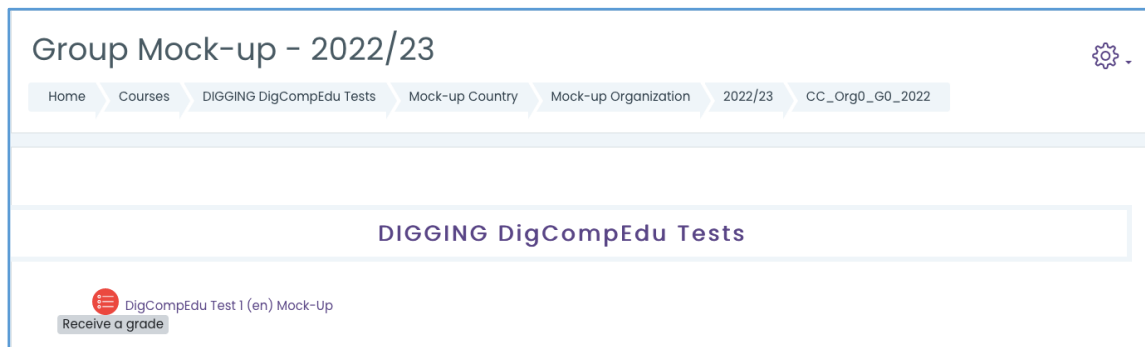 Group Mock-up - 2022/23
Home Courses DIGGING DigCompEdu Tests Mock-up Country Mock-up Organization 2022/23 CC_Org0_G0_2022
DIGGING DigCompEdu Tests
DigCompEdu Test 1 (en) Mock-Up
Receive a grade